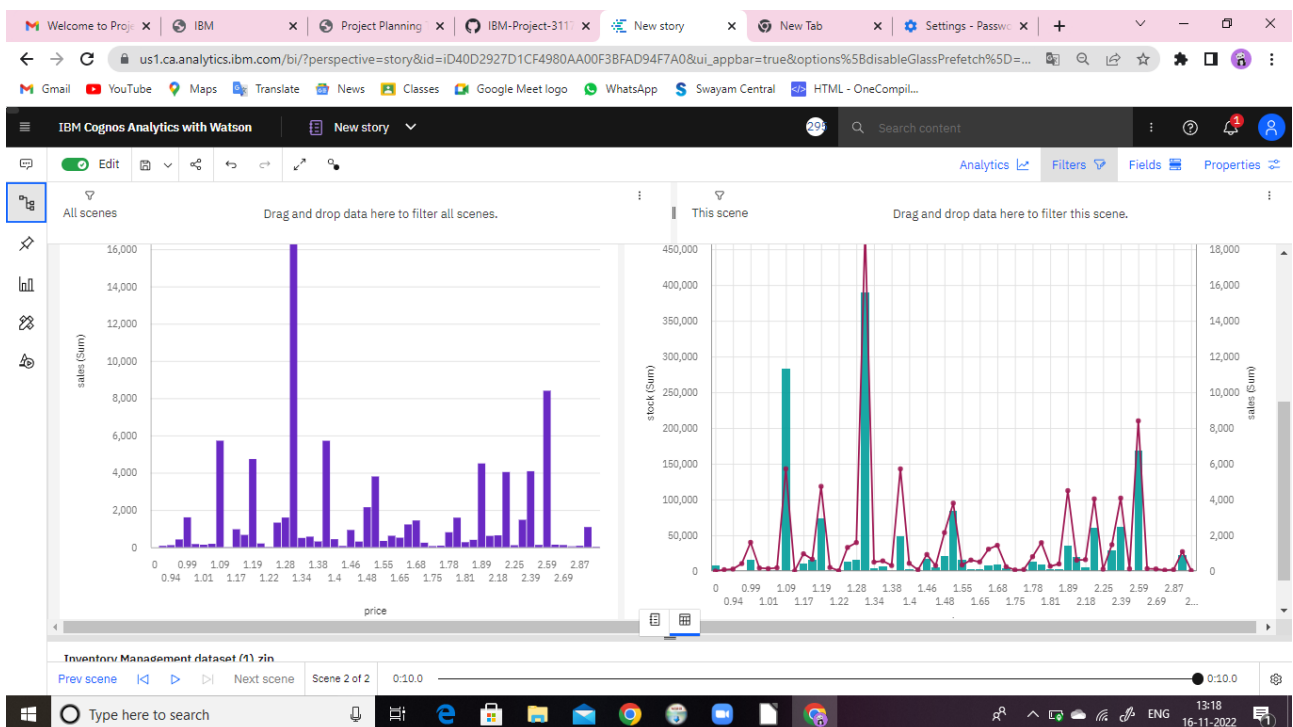 Welcome to Proje
IBM
Project Planning T
IBM-Project-3117
New story
New Tab
Settings - Passwo
us1.ca.analytics.ibm.com/bi/?perspective=story&id=iD40D2927D1CF4980AA00F3BFAD94F7A0&ui_appbar=true&options%5BdisableGlassPrefetch%5D=...
Gmail YouTube Maps Translate News Classes Google Meet logo WhatsApp Swayam Central HTML - OneCompil...
IBM Cognos Analytics with Watson
New story
295
Search content
1
Edit
Analytics Filters Fields Properties
All scenes
Drag and drop data here to filter all scenes.
This scene
Drag and drop data here to filter this scene.
16,000
14,000
12,000
10,000
8,000
6,000
4,000
2,000
0
sales (Sum)
0 0.99 1.09 1.19 1.28 1.38 1.55 1.68 1.78 1.89 2.25 2.59 2.87
0.94 1.01 1.17 1.22 1.34 1.4 1.48 1.66 1.75 1.81 2.18 2.39 2.69
price
450,000
400,000
350,000
300,000
250,000
200,000
150,000
100,000
50,000
0
stock (Sum)
18,000
16,000
14,000
12,000
10,000
8,000
6,000
4,000
2,000
0
sales (Sum)
0 0.99 1.09 1.19 1.28 1.38 1.55 1.68 1.78 1.89 2.25 2.59 2.87
0.94 1.01 1.17 1.22 1.34 1.4 1.48 1.65 1.75 1.81 2.18 2.39 2.69 2...
Inventory Management dataset (1).zip
Prev scene
Next scene
Scene 2 of 2
0:10.0
0:10.0
Type here to search
ENG
13:18
16-11-2022
1